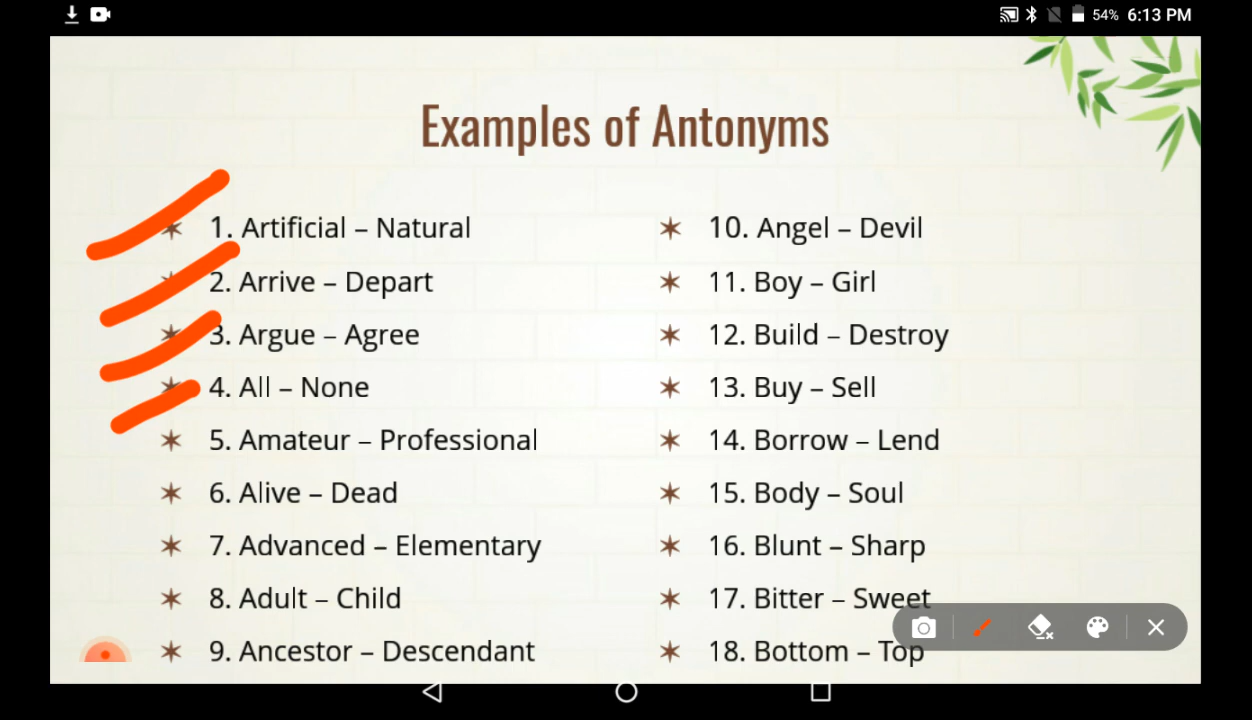 54% 6:13 PM
Examples of Antonyms
1. Artificial – Natural
2. Arrive – Depart
3. Argue – Agree
4. All – None
5. Amateur – Professional
6. Alive – Dead
7. Advanced – Elementary
8. Adult – Child
9. Ancestor – Descendant
10. Angel – Devil
11. Boy – Girl
12. Build – Destroy
13. Buy – Sell
14. Borrow – Lend
15. Body – Soul
16. Blunt – Sharp
17. Bitter – Sweet
18. Bottom – Top